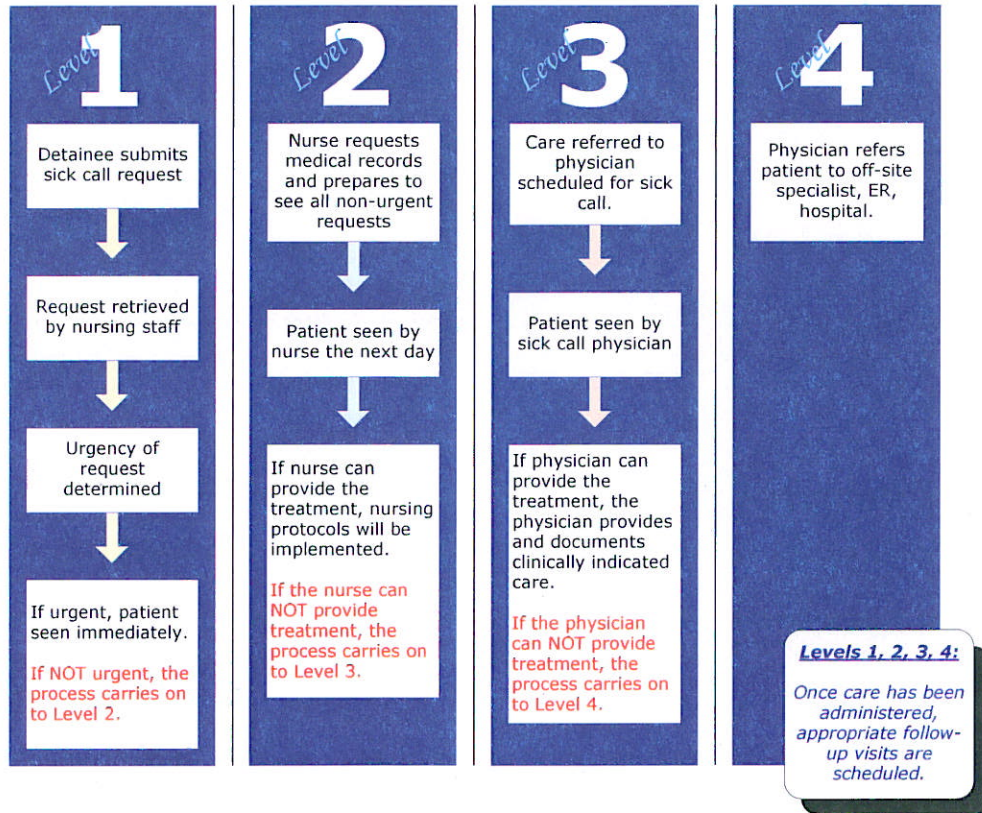 Level
1
Detainee submits
sick call request
Request retrieved
by nursing staff
Urgency of
request
determined
If urgent, patient
seen immediately.
If NOT urgent, the
process carries on
to Level 2.
Level
2
Nurse requests
medical records
and prepares to
see all non-urgent
requests
Patient seen by
nurse the next day
If nurse can
provide the
treatment, nursing
protocols will be
implemented.
If the nurse can
NOT provide
treatment, the
process carries on
to Level 3.
Level
3
Care referred to
physician
scheduled for sick
call.
Patient seen by
sick call physician
If physician can
provide the
treatment, the
physician provides
and documents
clinically indicated
care.
If the physician
can NOT provide
treatment, the
process carries on
to Level 4.
Level
4
Physician refers
patient to off-site
specialist, ER,
hospital.
Levels 1, 2, 3, 4:
Once care has been
administered,
appropriate follow-
up visits are
scheduled.